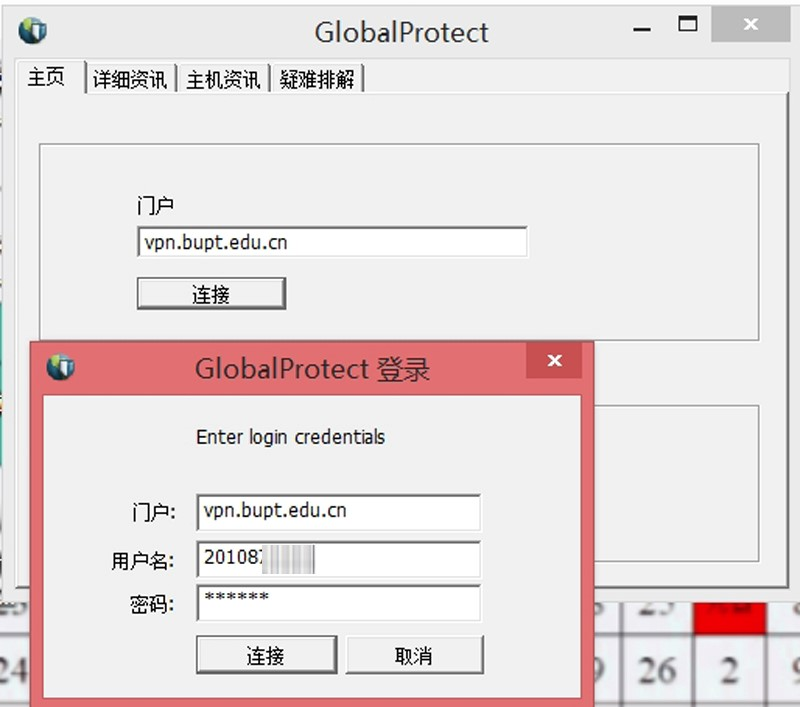 GlobalProtect
主页 详细资讯 主机资讯 疑难排解
门户
vpn.bupt.edu.cn
连接
GlobalProtect 登录
Enter login credentials
门户: vpn.bupt.edu.cn
用户名: 20108
密码: ******
连接 取消
24 26 2